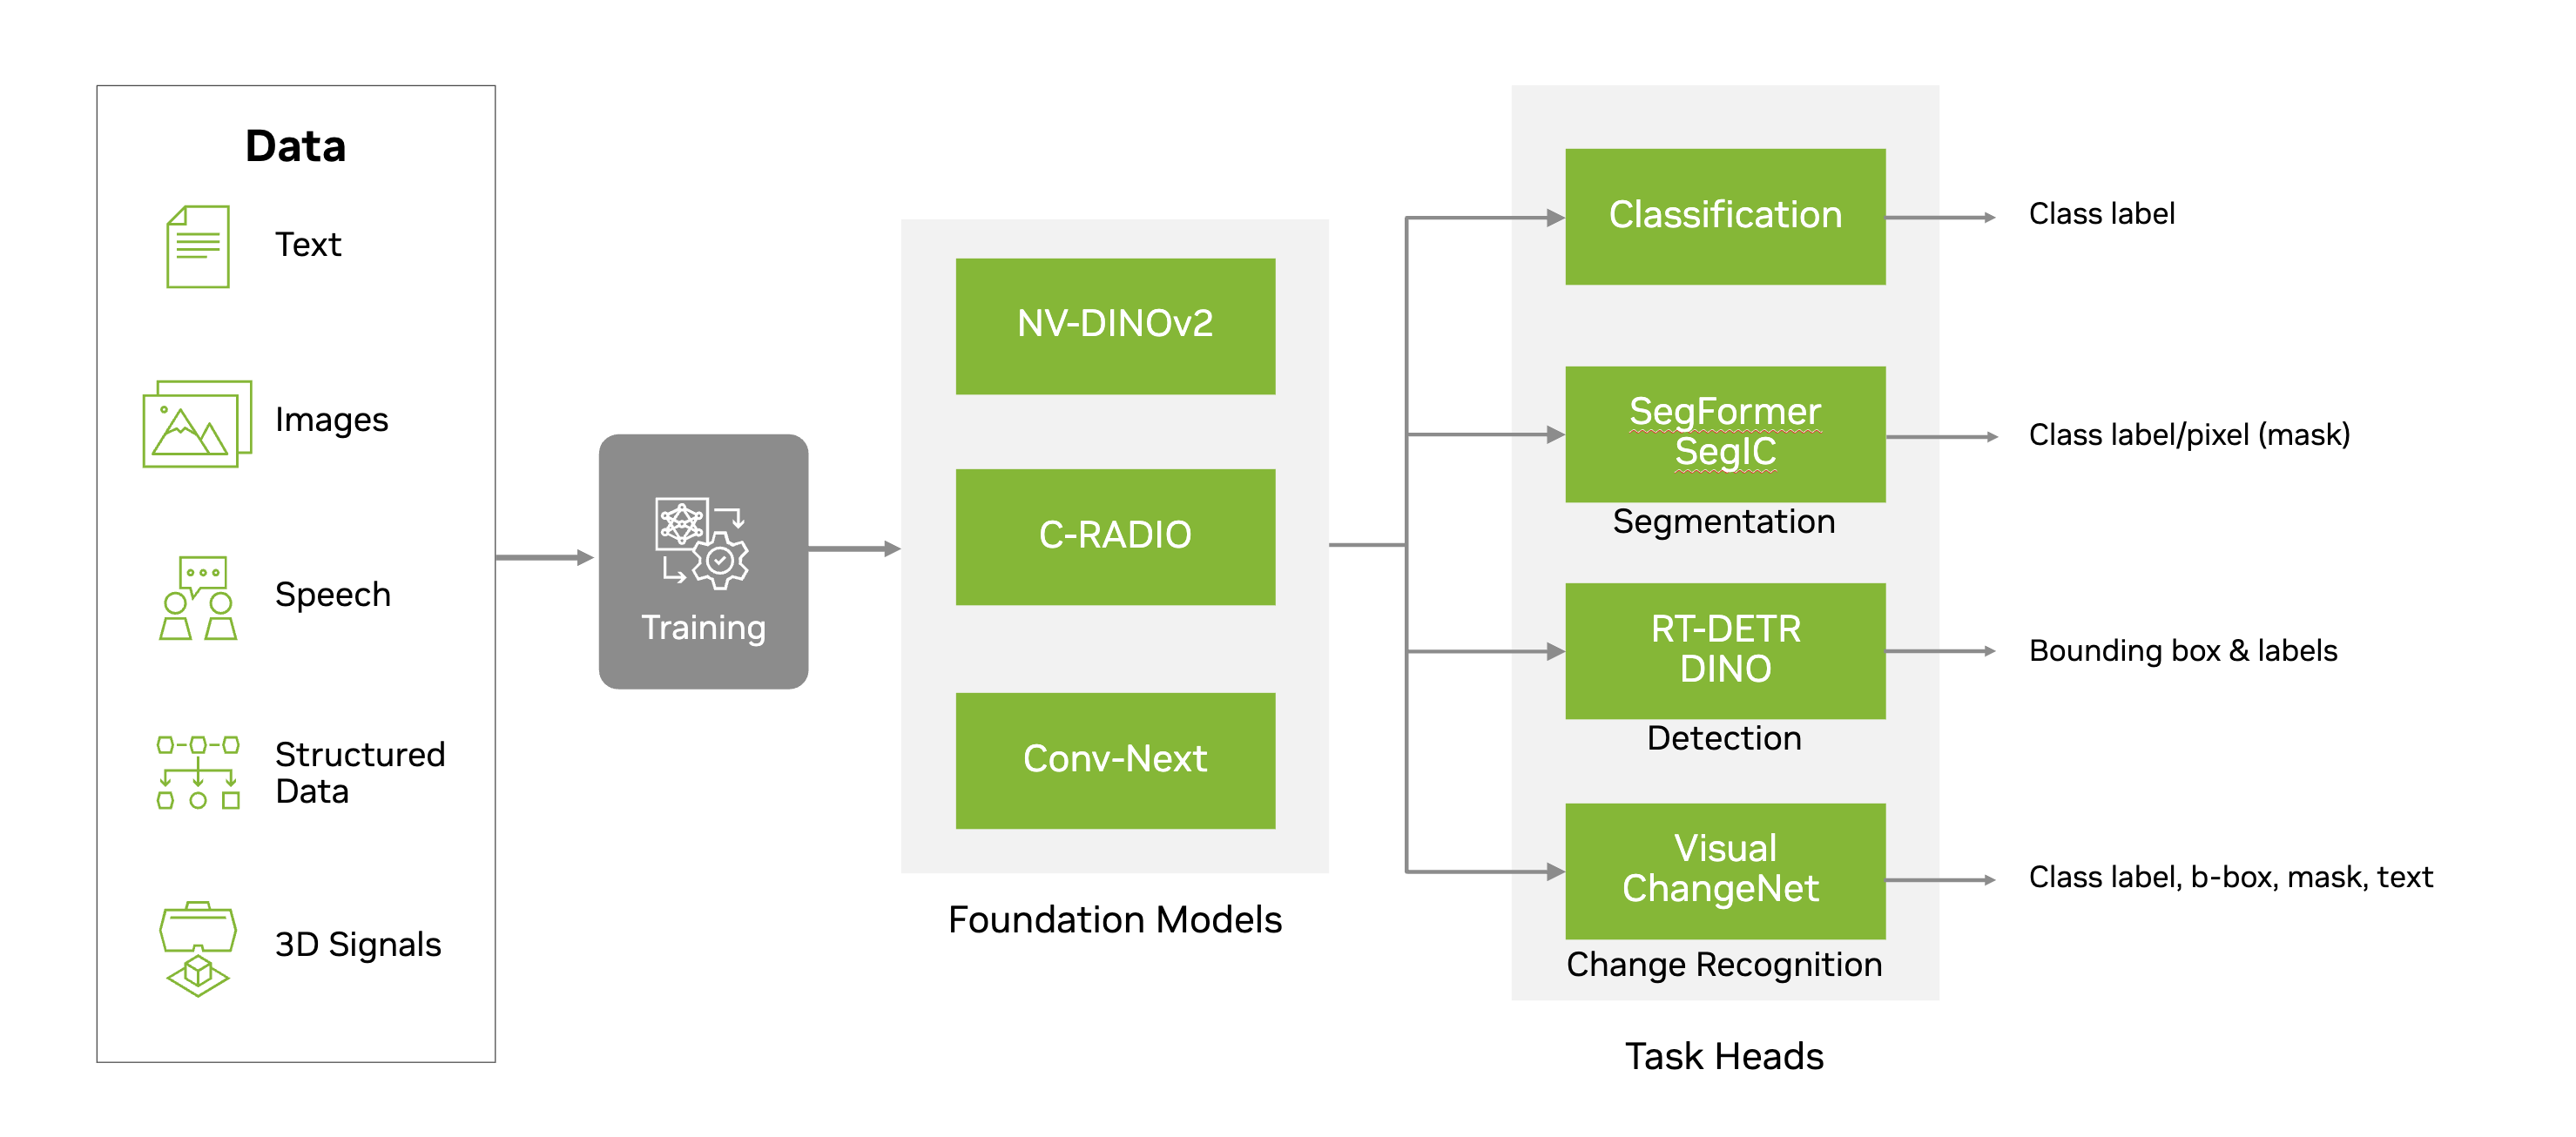 Data
Text
Images
Speech
Structured
Data
3D Signals
Training
NV-DINOv2
C-RADIO
Conv-Next
Foundation Models
Classification
SegFormer
SegIC
Segmentation
RT-DETR
DINO
Detection
Visual
ChangeNet
Change Recognition
Task Heads
Class label
Class label/pixel (mask)
Bounding box & labels
Class label, b-box, mask, text